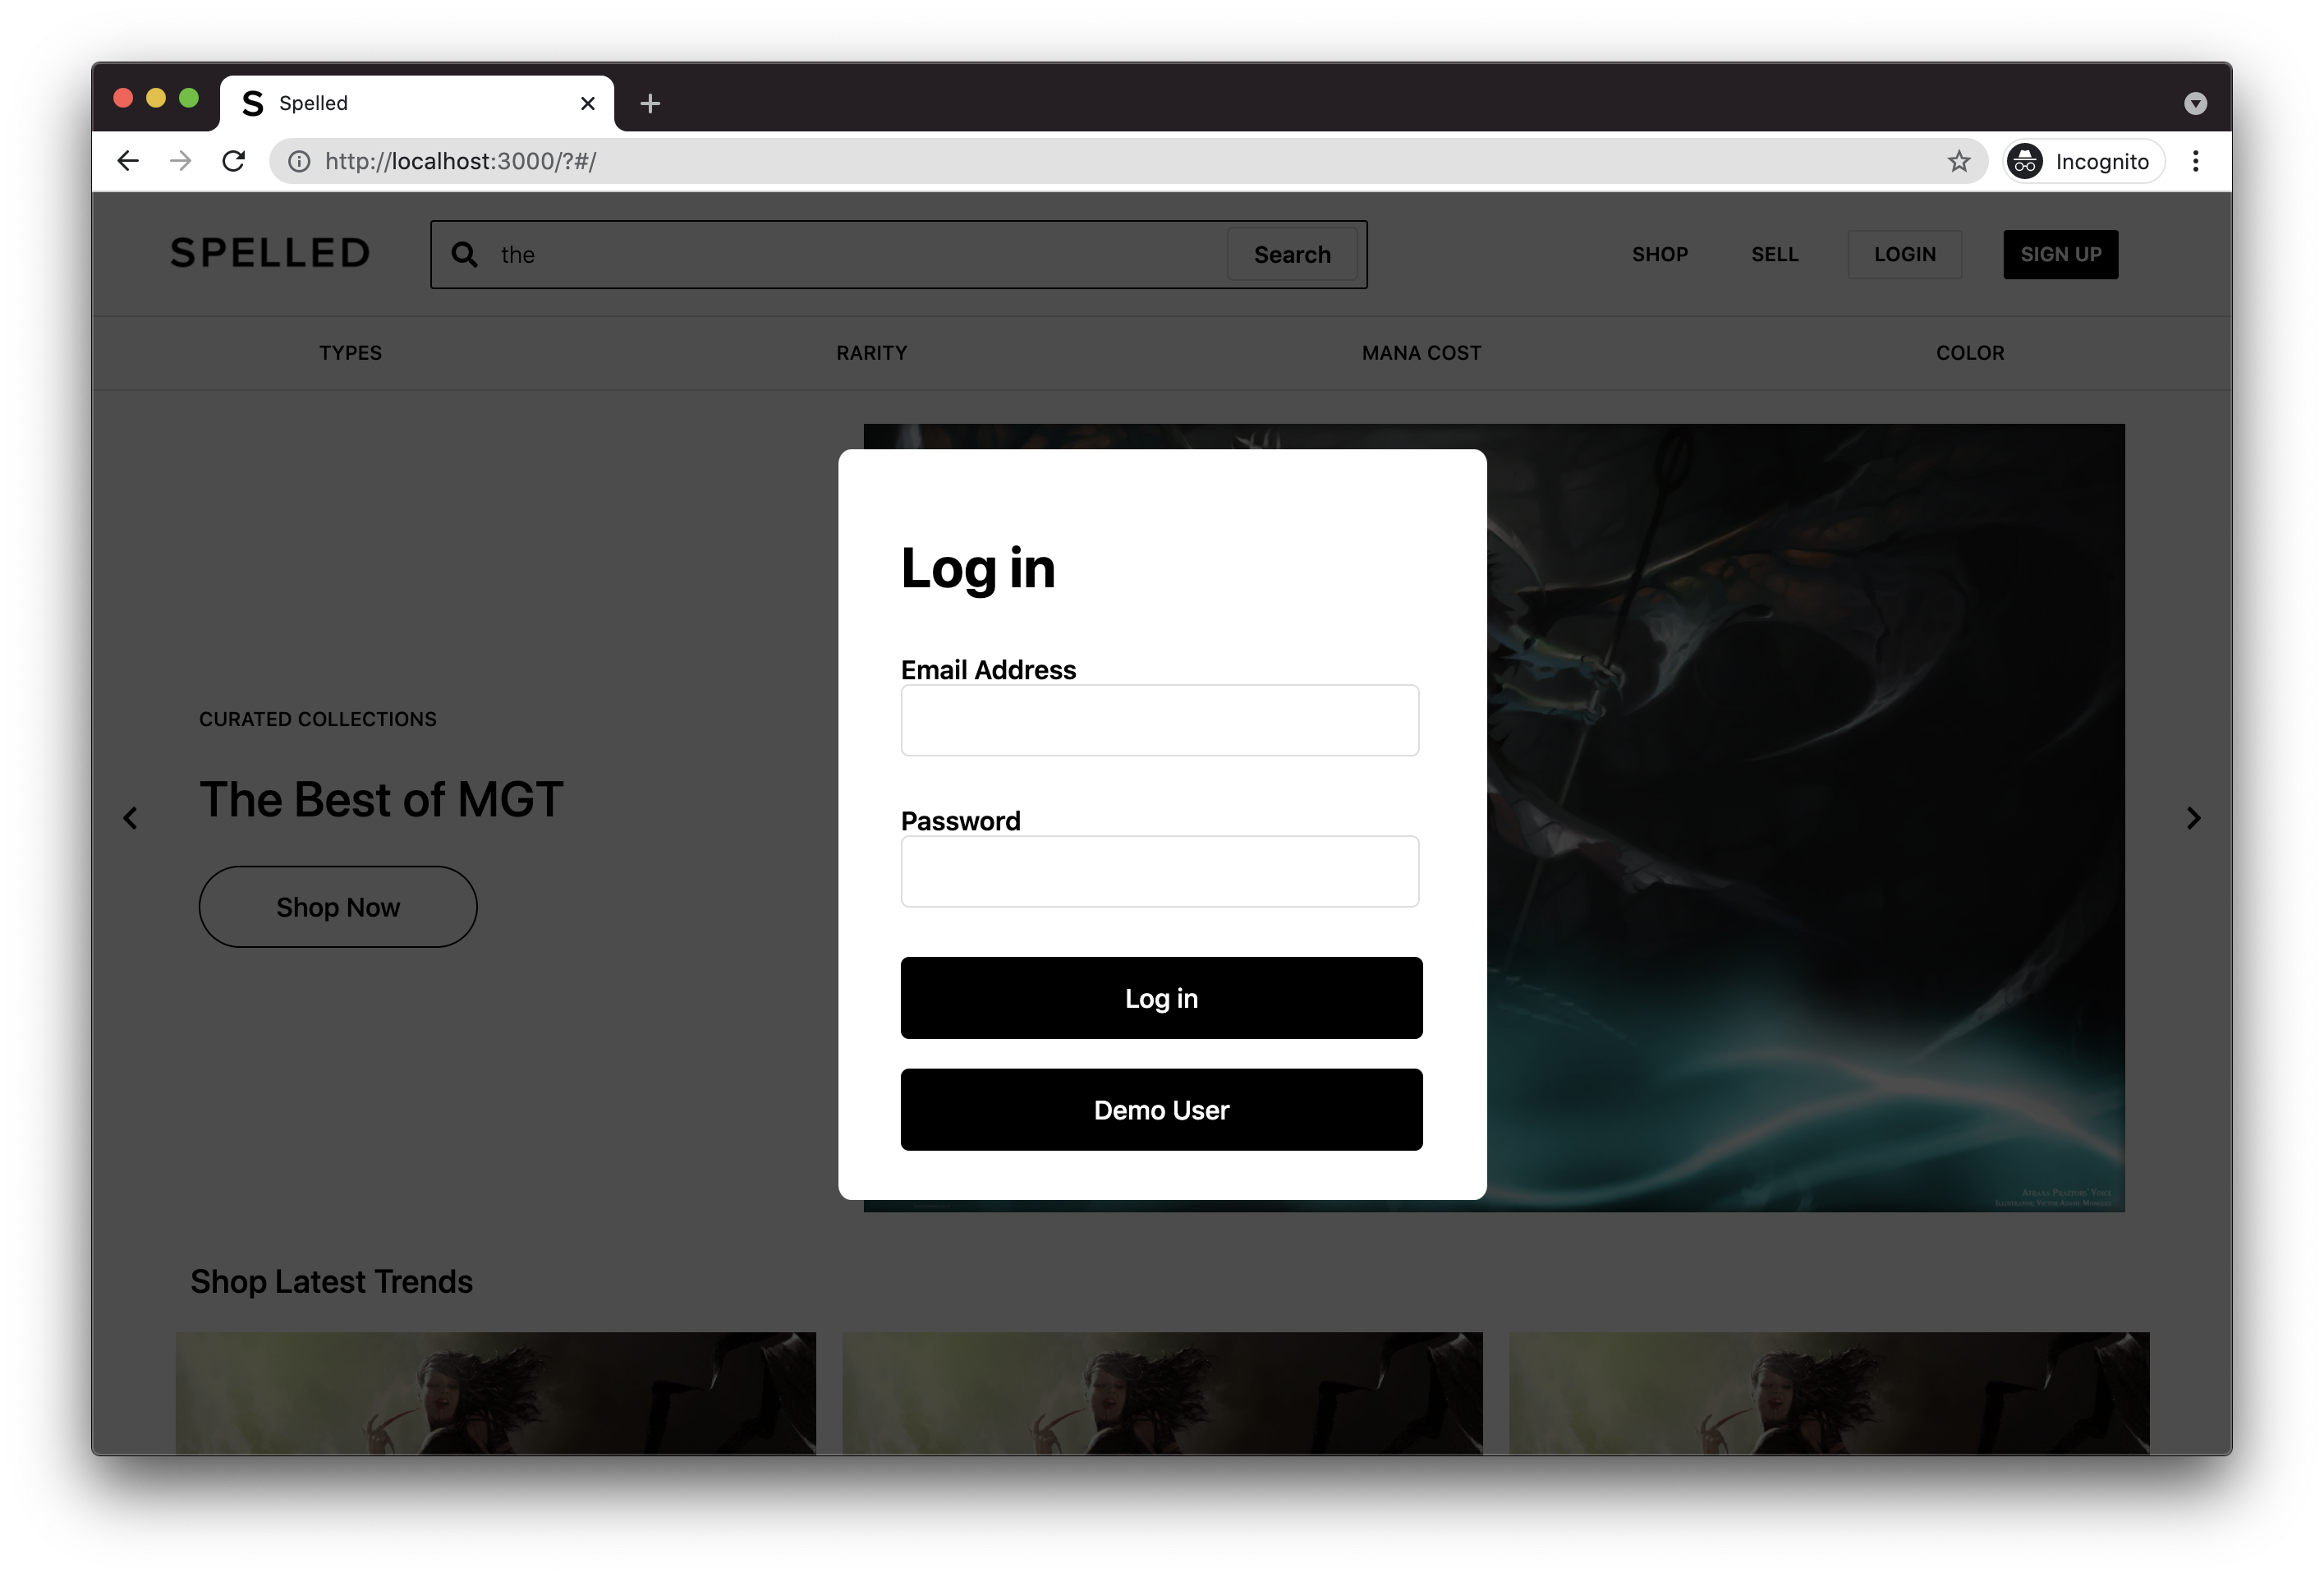 S Spelled
http://localhost:3000/?#/
Incognito
SPELLED
the
Search
SHOP
SELL
LOGIN
SIGN UP
TYPES
RARITY
MANA COST
COLOR
CURATED COLLECTIONS
The Best of MGT
Shop Now
Log in
Email Address
Password
Log in
Demo User
Shop Latest Trends